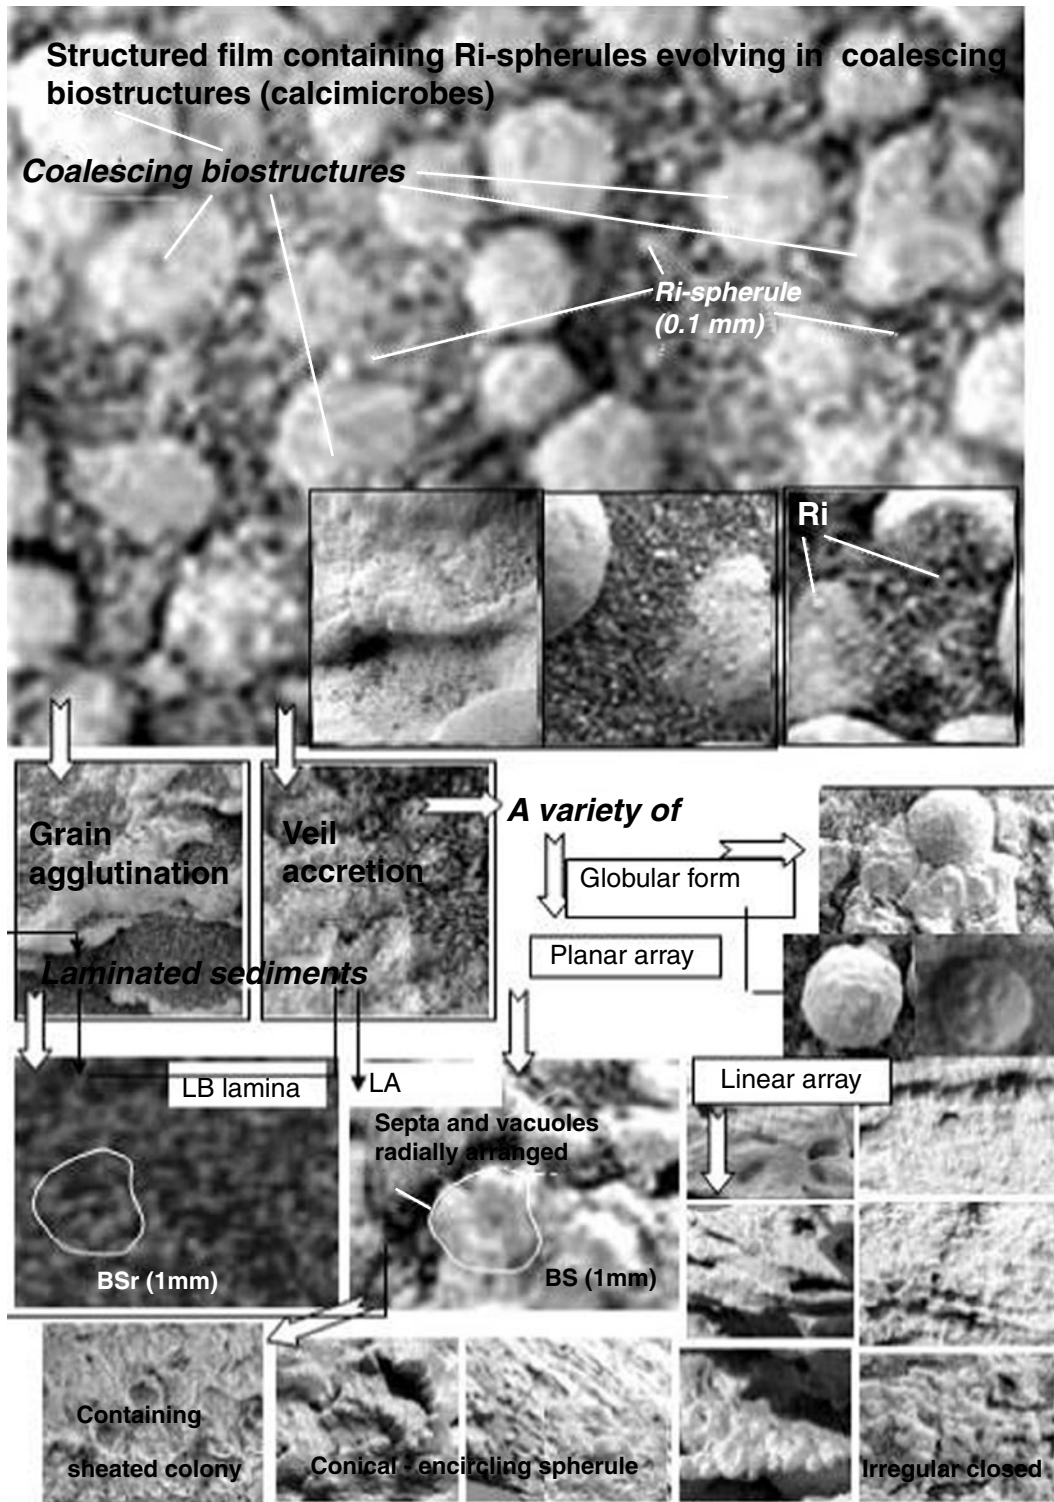 Structured film containing Ri-spherules evolving in coalescing
biostructures (calcimicrobes)
Coalescing biostructures
Ri-spherule
(0.1 mm)
Ri
Grain
agglutination
Veil
accretion
A variety of
Globular form
Planar array
Laminated sediments
LB lamina
LA
Linear array
Septa and vacuoles
radially arranged
BSr (1mm)
BS (1mm)
Containing
sheated colony
Conical - encircling spherule
Irregular closed